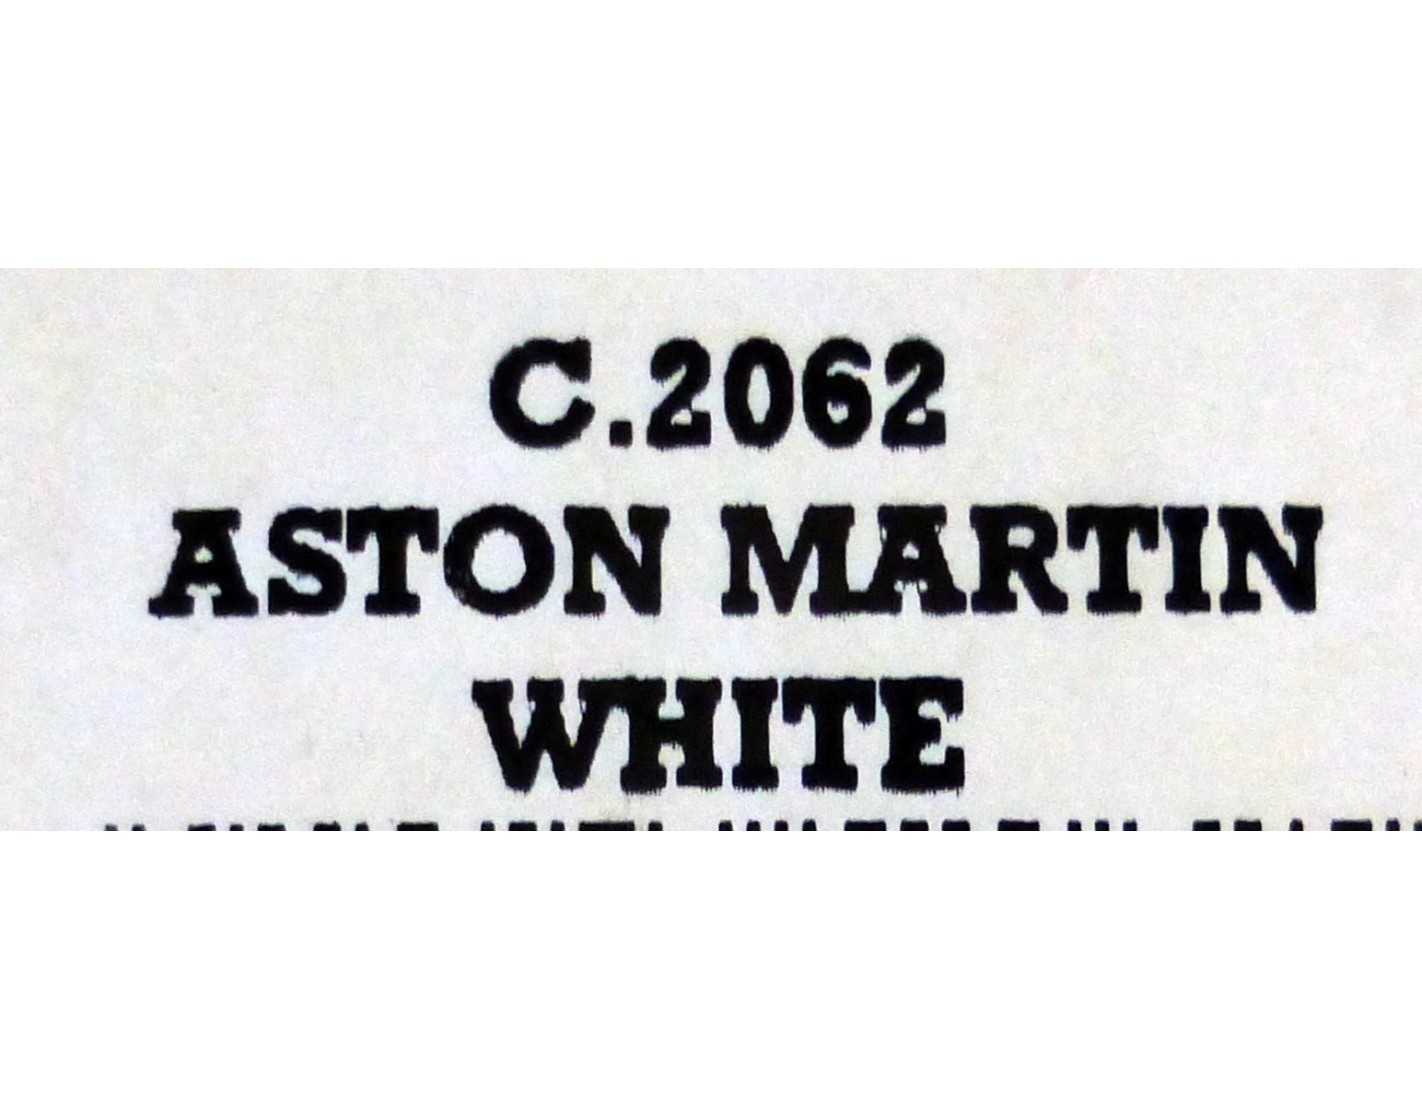 C.2062
ASTON MARTIN
WHITE